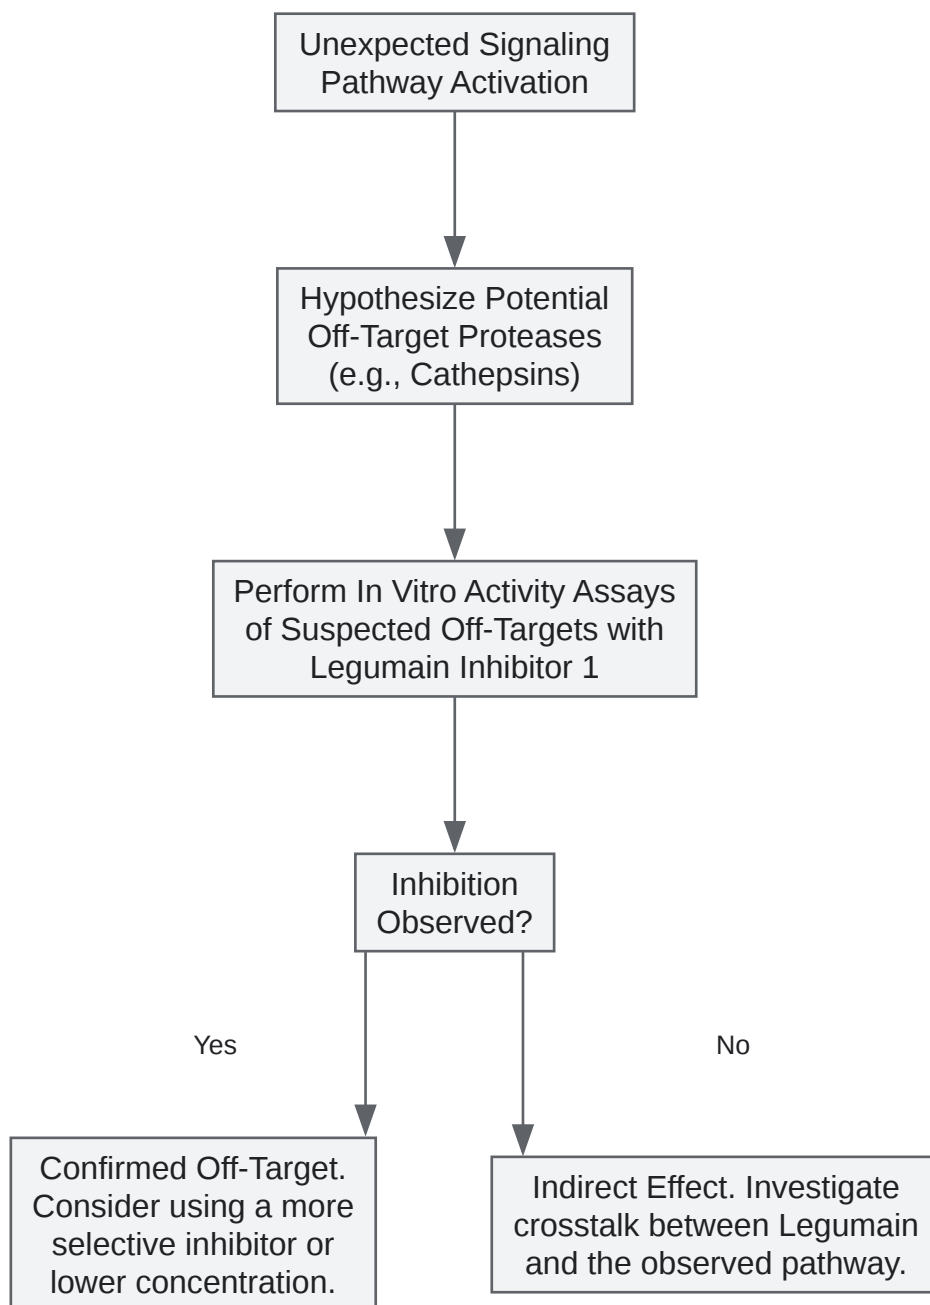 Unexpected Signaling
Pathway Activation
Hypothesize Potential
Off-Target Proteases
(e.g., Cathepsins)
Perform In Vitro Activity Assays
of Suspected Off-Targets with
Legumain Inhibitor 1
Inhibition
Observed?
Yes
No
Confirmed Off-Target.
Consider using a more
selective inhibitor or
lower concentration.
Indirect Effect. Investigate
crosstalk between Legumain
and the observed pathway.